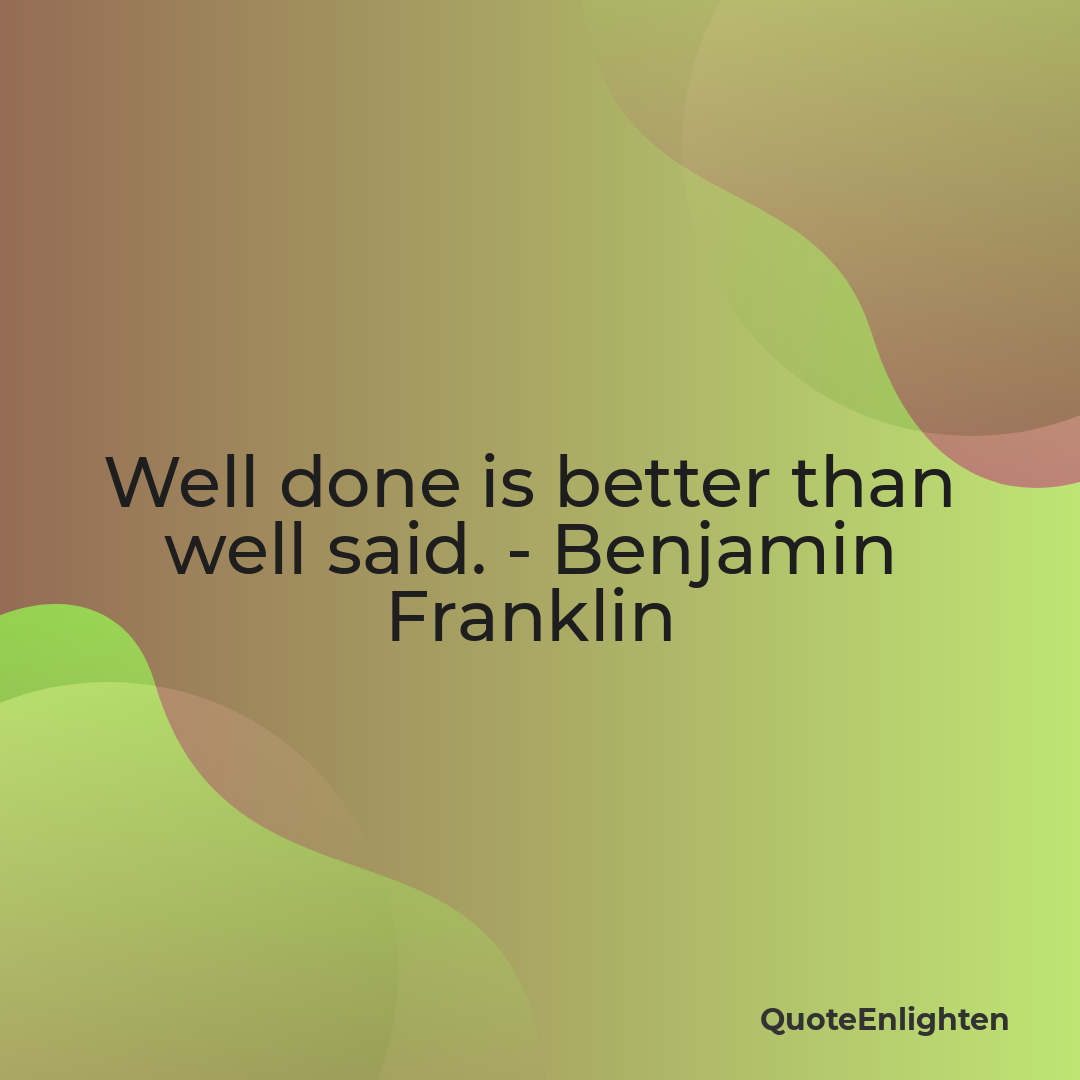 Well done is better than
well said. - Benjamin
Franklin
QuoteEnlighten